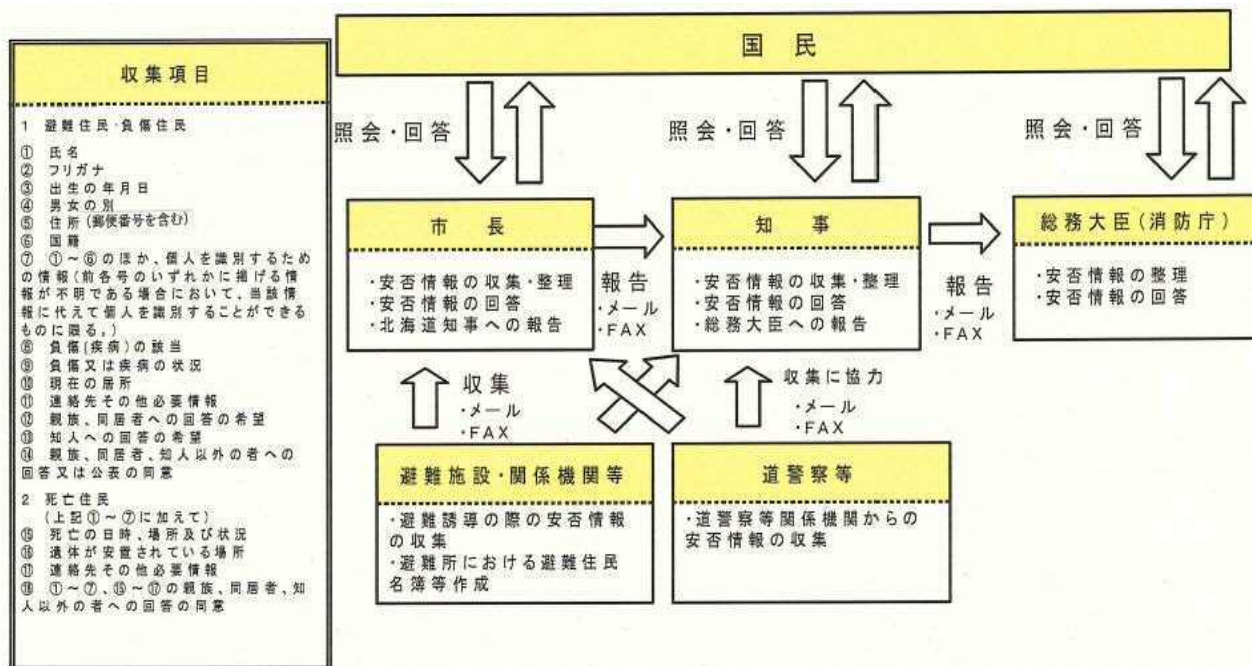 収集項目
1 避難住民・負傷住民
① 氏名
② フリガナ
③ 出生の年月日
④ 男女の別
⑤ 住所(郵便番号を含む)
⑥ 国籍
⑦ ①~⑥のほか、個人を識別するため
の情報(前各号のいずれかに掲げる情
報が不明である場合において、当該情
報に代えて個人を識別することができる
ものに限る。)
⑧ 負傷(疾病)の該当
⑨ 負傷又は疾病の状況
⑩ 現在の居所
⑪ 連絡先その他必要情報
⑫ 親族、同居者への回答の希望
⑬ 知人への回答の希望
⑭ 親族、同居者、知人以外の者への
回答又は公表の同意
2 死亡住民
(上記①~⑦に加えて)
⑮ 死亡の日時、場所及び状況
⑯ 遺体が安置されている場所
⑰ 連絡先その他必要情報
⑱ ①~⑦、⑮~⑰の親族、同居者、知
人以外の者への回答の同意
国民
照会・回答
照会・回答
照会・回答
市長
・安否情報の収集・整理
・安否情報の回答
・北海道知事への報告
報告
・メール
・FAX
知事
・安否情報の収集・整理
・安否情報の回答
・総務大臣への報告
報告
・メール
・FAX
総務大臣(消防庁)
・安否情報の整理
・安否情報の回答
収集
・メール
・FAX
収集に協力
・メール
・FAX
避難施設・関係機関等
・避難誘導の際の安否情報
の収集
・避難所における避難住民
名簿等作成
道警察等
・道警察等関係機関からの
安否情報の収集